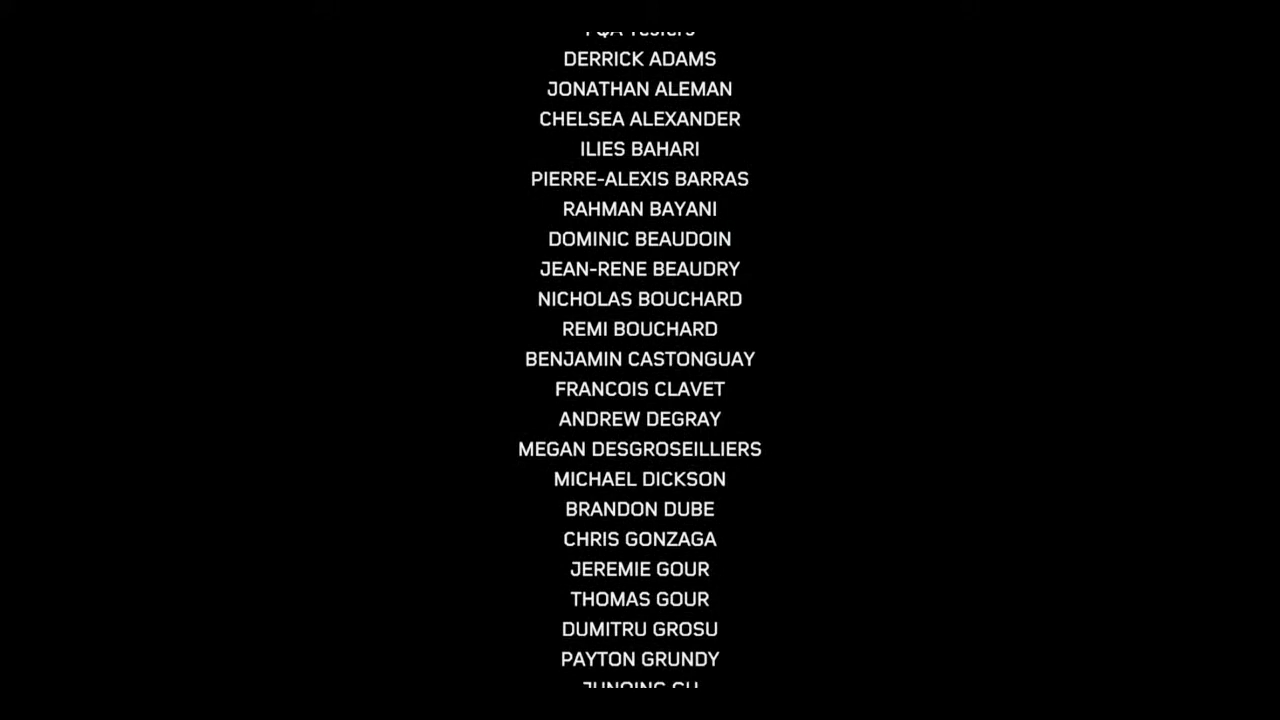 DERRICK ADAMS
JONATHAN ALEMAN
CHELSEA ALEXANDER
ILIES BAHARI
PIERRE-ALEXIS BARRAS
RAHMAN BAYANI
DOMINIC BEAUDOIN
JEAN-RENE BEAUDRY
NICHOLAS BOUCHARD
REMI BOUCHARD
BENJAMIN CASTONGUAY
FRANCOIS CLAVET
ANDREW DEGRAY
MEGAN DESGROSEILLIERS
MICHAEL DICKSON
BRANDON DUBE
CHRIS GONZAGA
JEREMIE GOUR
THOMAS GOUR
DUMITRU GROSU
PAYTON GRUNDY